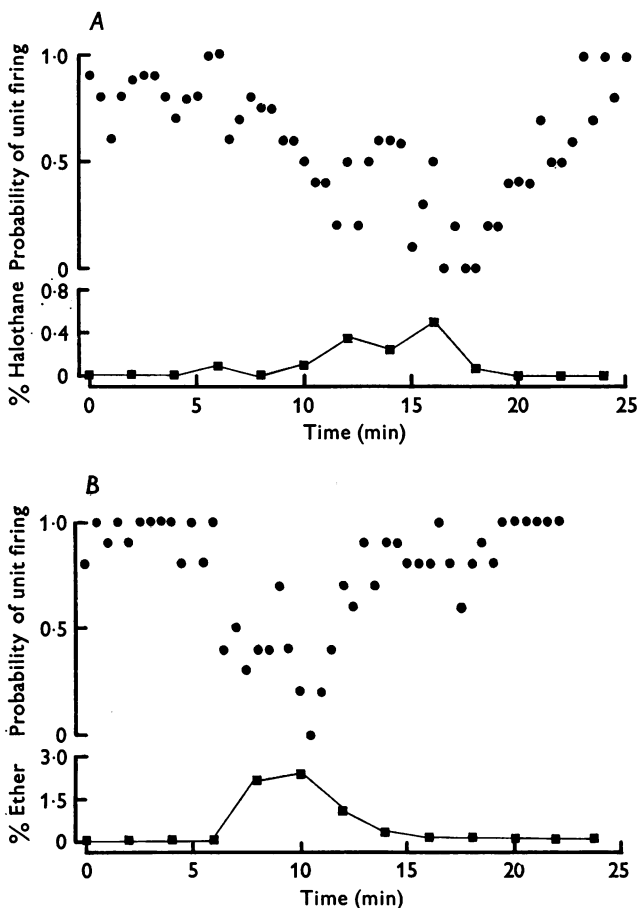 A
Probability of unit firing
1·0
0·5
0
% Halothane
0·8
0·4
0
0 5 10 15 20 25
Time (min)
B
Probability of unit firing
1·0
0·5
0
% Ether
3·0
1·5
0
0 5 10 15 20 25
Time (min)